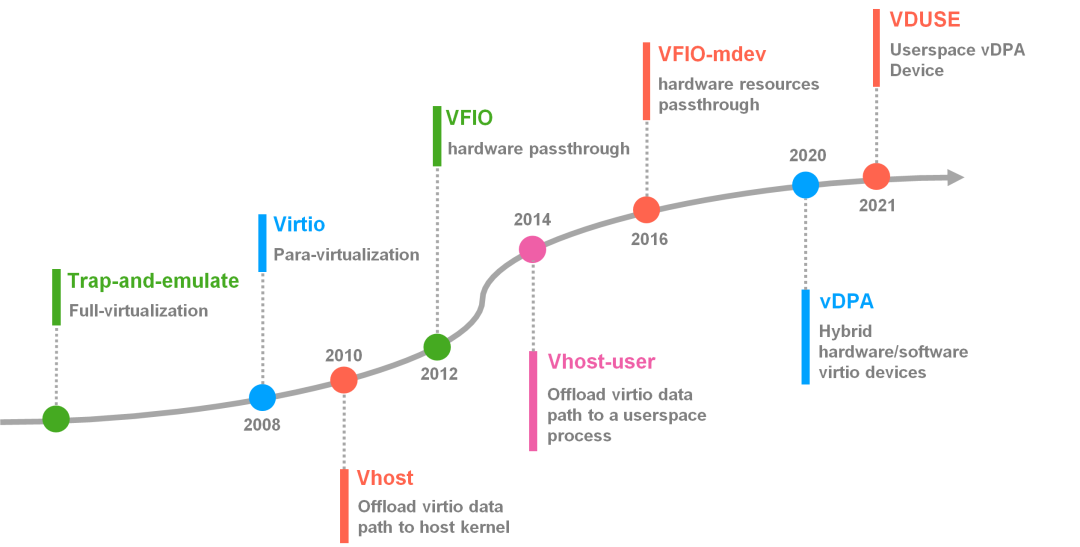 VDUSE
Userspace vDPA
Device
VFIO-mdev
hardware resources
passthrough
VFIO
hardware passthrough
2020
2021
2014
2016
Virtio
Para-virtualization
Trap-and-emulate
Full-virtualization
vDPA
Hybrid
hardware/software
virtio devices
2010
2012
2008
Vhost-user
Offload virtio data
path to a userspace
process
Vhost
Offload virtio data
path to host kernel